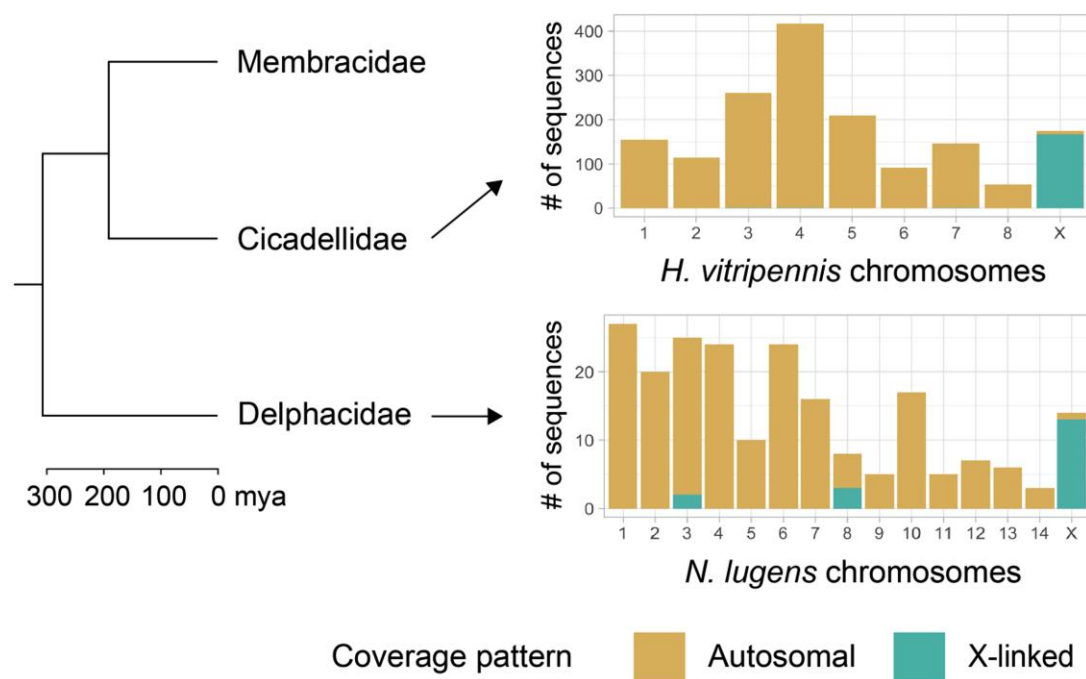 Membracidae
Cicadellidae
Delphacidae
300 200 100 0 mya
# of sequences
400
300
200
100
0
1 2 3 4 5 6 7 8 X
H. vitripennis chromosomes
# of sequences
20
10
0
1 2 3 4 5 6 7 8 9 10 11 12 13 14 X
N. lugens chromosomes
Coverage pattern Autosomal X-linked